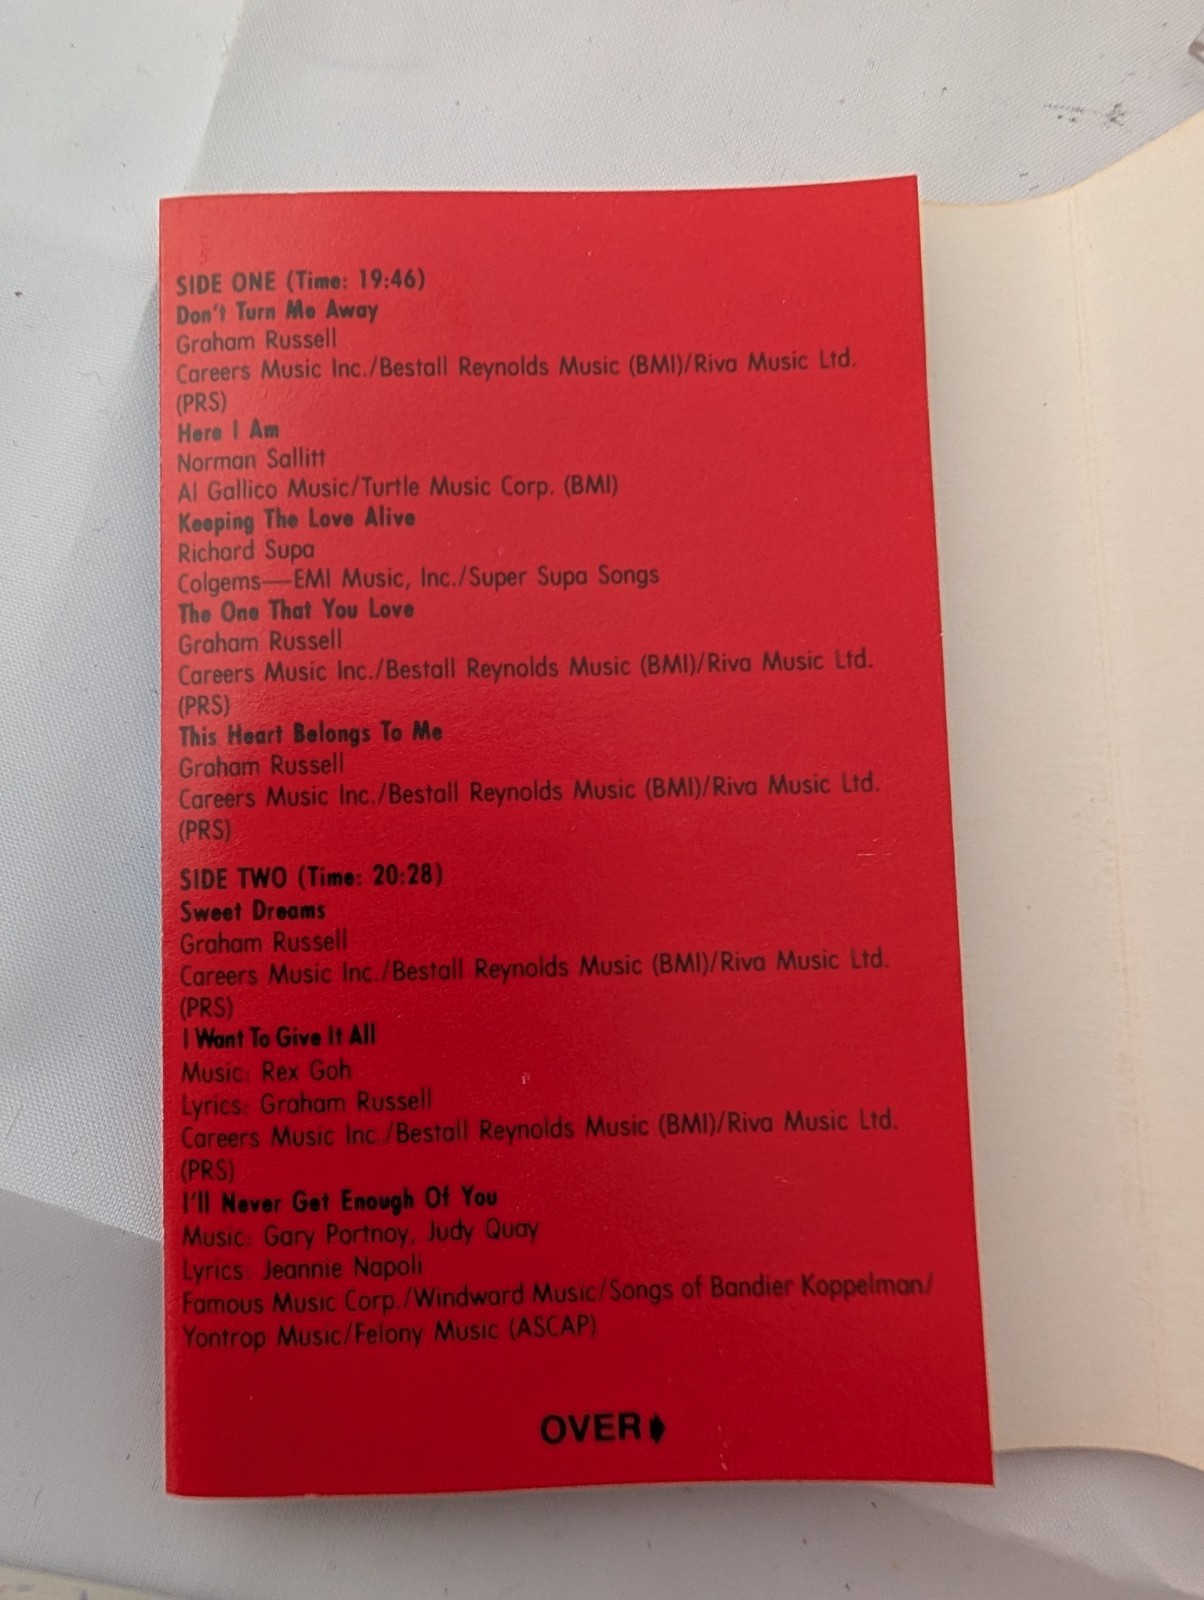 SIDE ONE (Time: 19:46)
Don't Turn Me Away
Graham Russell
Careers Music Inc./Bestall Reynolds Music (BMI)/Riva Music Ltd.
(PRS)
Here I Am
Norman Sallitt
Al Gallico Music/Turtle Music Corp. (BMI)
Keeping The Love Alive
Richard Supa
Colgems—EMI Music, Inc./Super Supa Songs
The One That You Love
Graham Russell
Careers Music Inc./Bestall Reynolds Music (BMI)/Riva Music Ltd.
(PRS)
This Heart Belongs To Me
Graham Russell
Careers Music Inc./Bestall Reynolds Music (BMI)/Riva Music Ltd.
(PRS)
SIDE TWO (Time: 20:28)
Sweet Dreams
Graham Russell
Careers Music Inc./Bestall Reynolds Music (BMI)/Riva Music Ltd.
(PRS)
I Want To Give It All
Music: Rex Goh
Lyrics: Graham Russell
Careers Music Inc./Bestall Reynolds Music (BMI)/Riva Music Ltd.
(PRS)
I'll Never Get Enough Of You
Music: Gary Portnoy, Judy Quay
Lyrics: Jeannie Napoli
Famous Music Corp./Windward Music/Songs of Bandier Koppelman/
Yontrop Music/Felony Music (ASCAP)
OVER